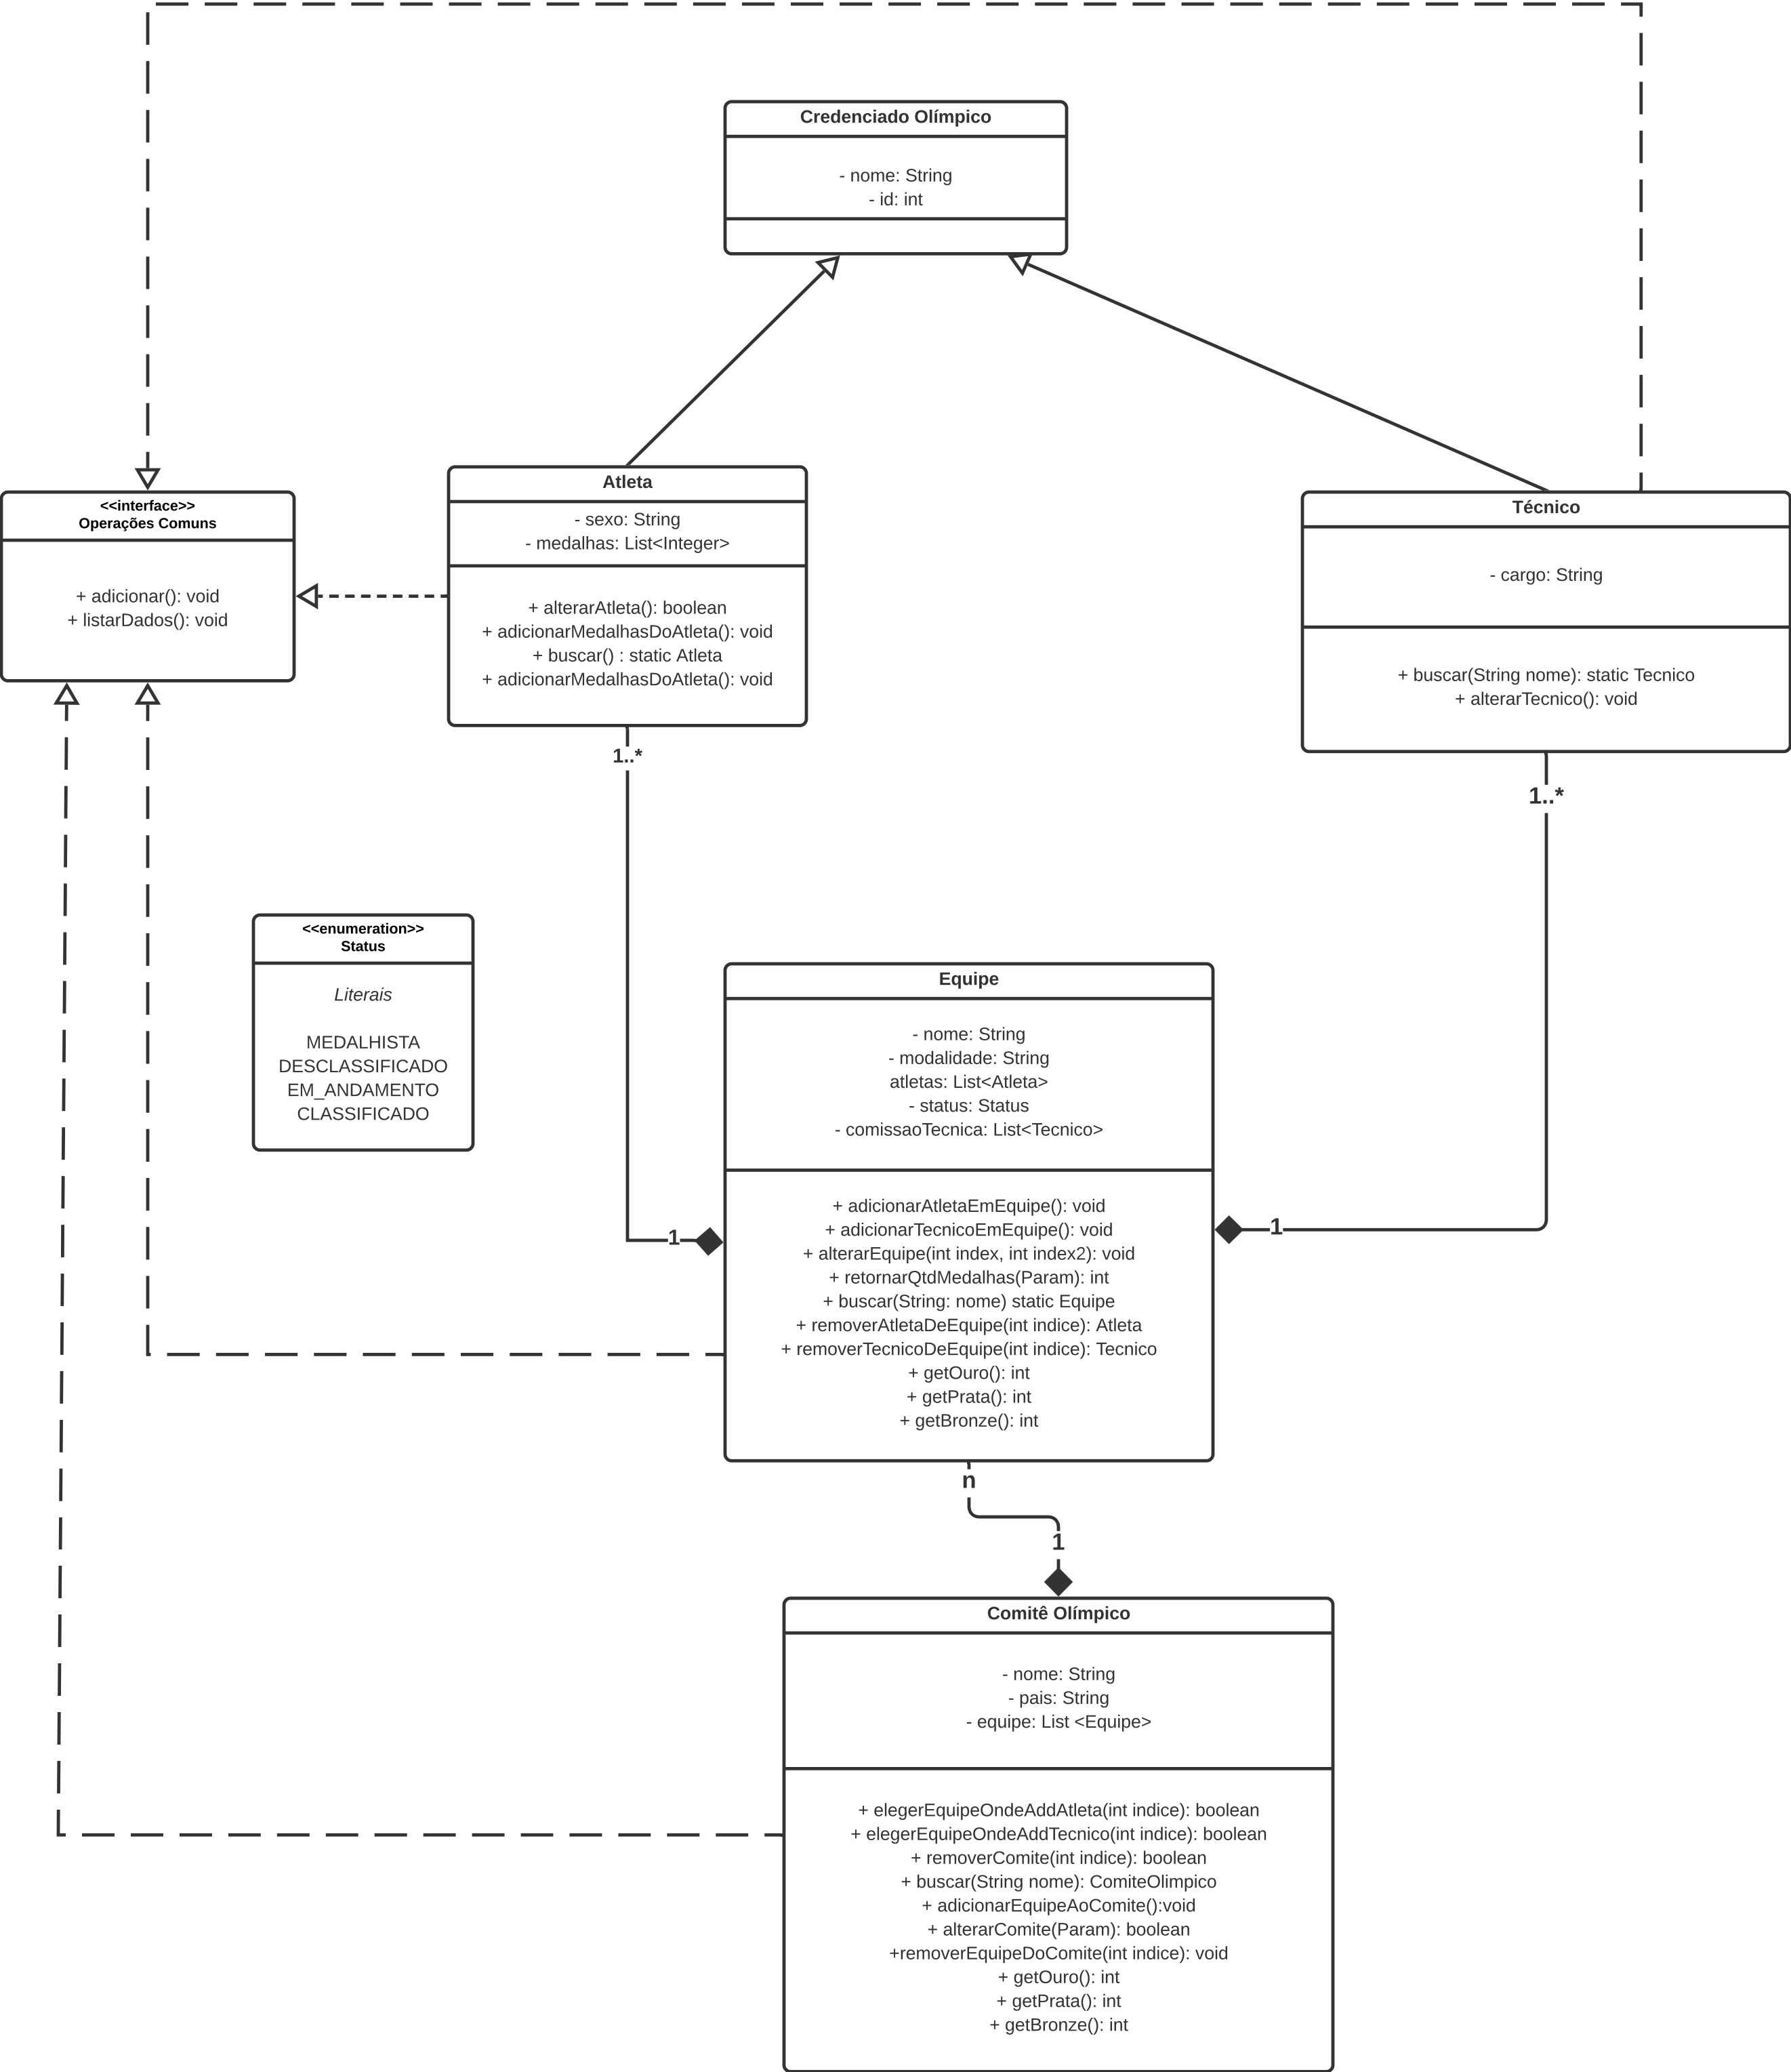 Credenciado Olímpico
- nome: String
- id: int
<<interface>>
Operações Comuns
+ adicionar(): void
+ listarDados(): void
Atleta
- sexo: String
- medalhas: List<Integer>
+ alterarAtleta(): boolean
+ adicionarMedalhasDoAtleta(): void
+ buscar() : static Atleta
+ adicionarMedalhasDoAtleta(): void
Técnico
- cargo: String
+ buscar(String nome): static Tecnico
+ alterarTecnico(): void
1..*
1..*
<<enumeration>>
Status
Literais
MEDALHISTA
DESCLASSIFICADO
EM_ANDAMENTO
CLASSIFICADO
Equipe
- nome: String
- modalidade: String
atletas: List<Atleta>
- status: Status
- comissaoTecnica: List<Tecnico>
+ adicionarAtletaEmEquipe(): void
+ adicionarTecnicoEmEquipe(): void
+ alterarEquipe(int index, int index2): void
+ retornarQtdMedalhas(Param): int
+ buscar(String: nome) static Equipe
+ removerAtletaDeEquipe(int indice): Atleta
+ removerTecnicoDeEquipe(int indice): Tecnico
+ getOuro(): int
+ getPrata(): int
+ getBronze(): int
1
1
n
1
Comitê Olímpico
- nome: String
- pais: String
- equipe: List <Equipe>
+ elegerEquipeOndeAddAtleta(int indice): boolean
+ elegerEquipeOndeAddTecnico(int indice): boolean
+ removerComite(int indice): boolean
+ buscar(String nome): ComiteOlimpico
+ adicionarEquipeAoComite():void
+ alterarComite(Param): boolean
+removerEquipeDoComite(int indice): void
+ getOuro(): int
+ getPrata(): int
+ getBronze(): int